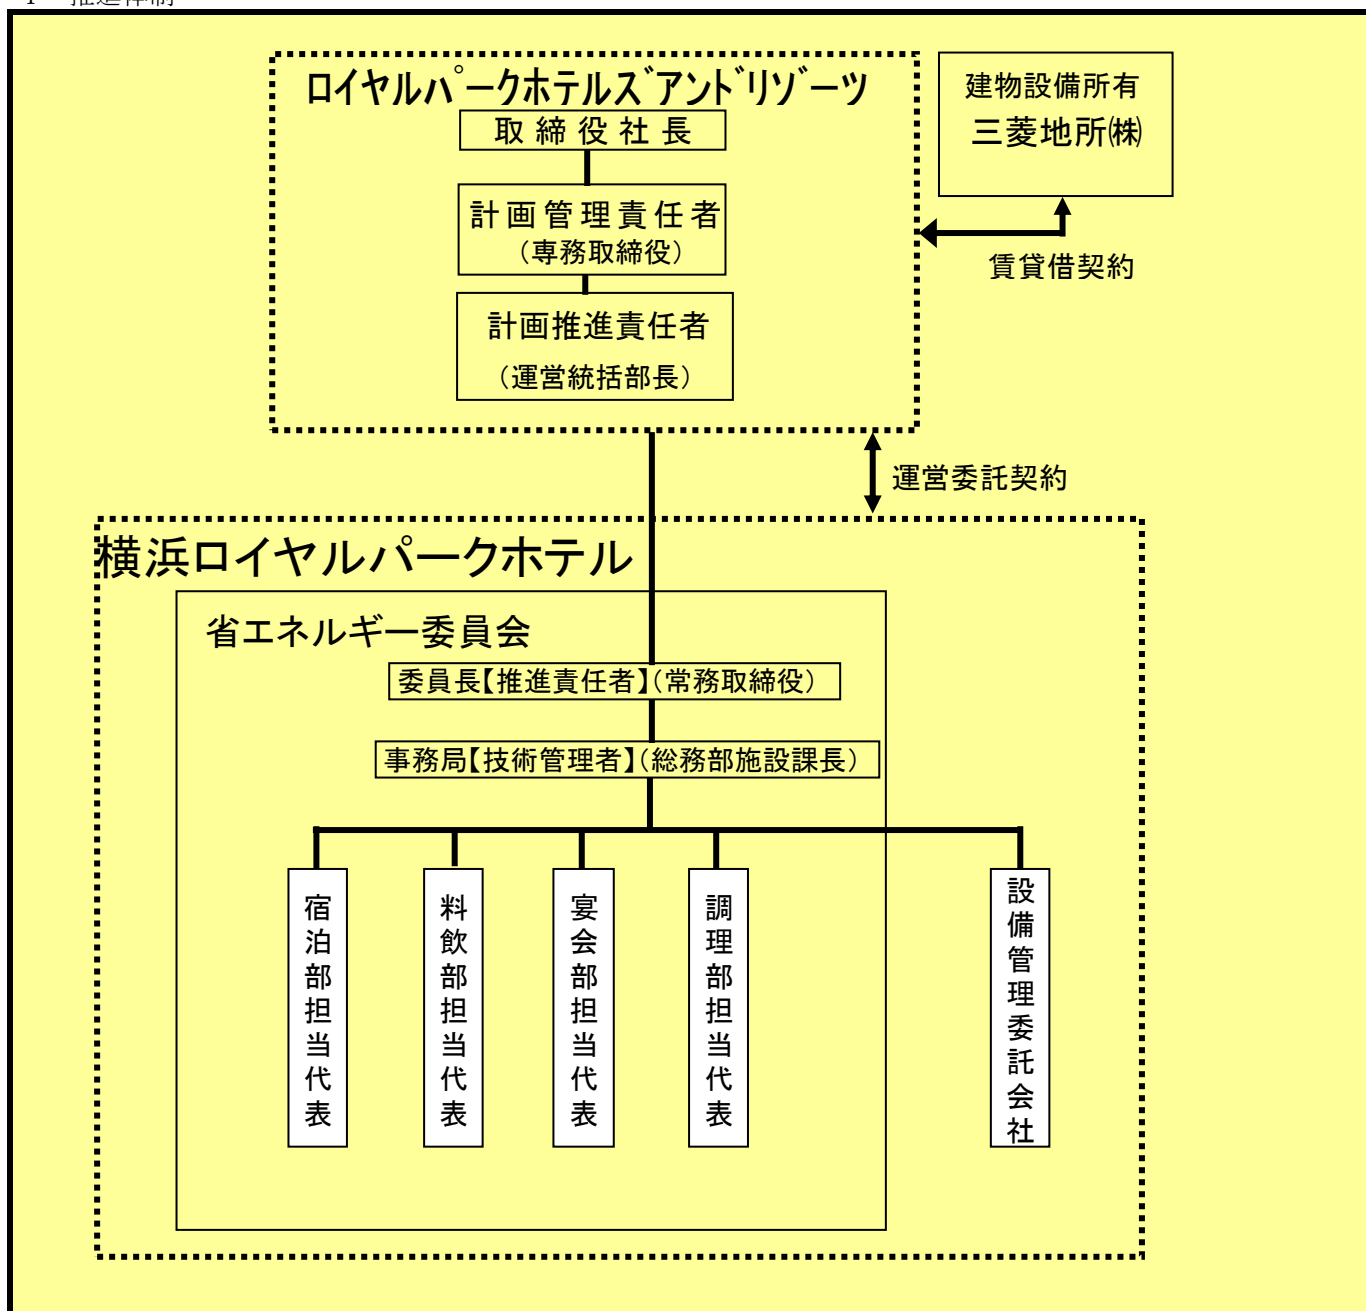 1 推進体制
ロイヤルパークホテルズアンドリゾーツ
取締役社長
計画管理責任者
(専務取締役)
計画推進責任者
(運営統括部長)
建物設備所有
三菱地所㈱
賃貸借契約
運営委託契約
横浜ロイヤルパークホテル
省エネルギー委員会
委員長【推進責任者】(常務取締役)
事務局【技術管理者】(総務部施設課長)
宿泊部担当代表
料飲部担当代表
宴会部担当代表
調理部担当代表
設備管理委託会社